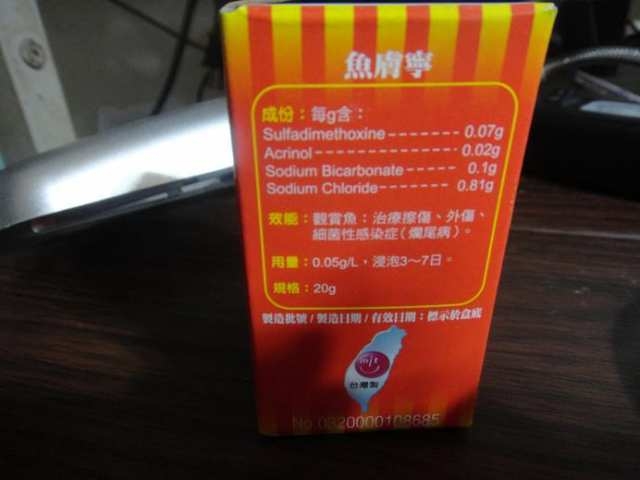 魚膚寧
成份：每g含：
Sulfadimethoxine------- 0.07g
Acrinol-------------- 0.02g
Sodium Bicarbonate----- 0.1g
Sodium Chloride-------- 0.81g
效能：觀賞魚：治療擦傷、外傷、
細菌性感染症(爛尾病)。
用量：0.05g/L，浸泡3～7日。
規格：20g
製造批號/製造日期/有效日期：標示於盒底
mit
台灣製
No.0320000108685